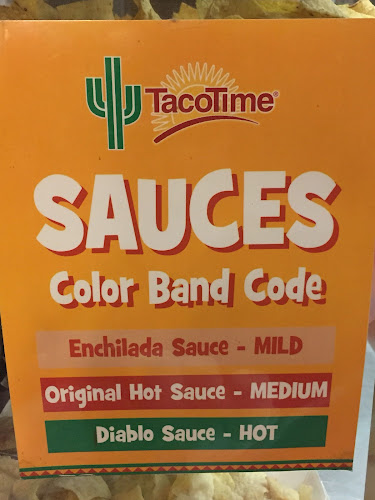 TacoTime®
SAUCES
Color Band Code
Enchilada Sauce - MILD
Original Hot Sauce - MEDIUM
Diablo Sauce - HOT